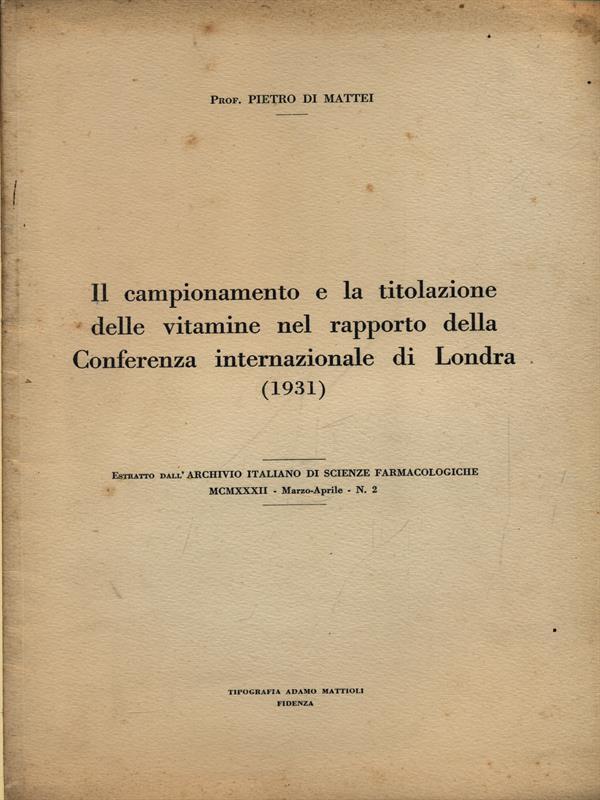 Prof. PIETRO DI MATTEI
Il campionamento e la titolazione
delle vitamine nel rapporto della
Conferenza internazionale di Londra
(1931)
Estratto dall'ARCHIVIO ITALIANO DI SCIENZE FARMACOLOGICHE
MCMXXXII - Marzo-Aprile - N. 2
TIPOGRAFIA ADAMO MATTIOLI
FIDENZA